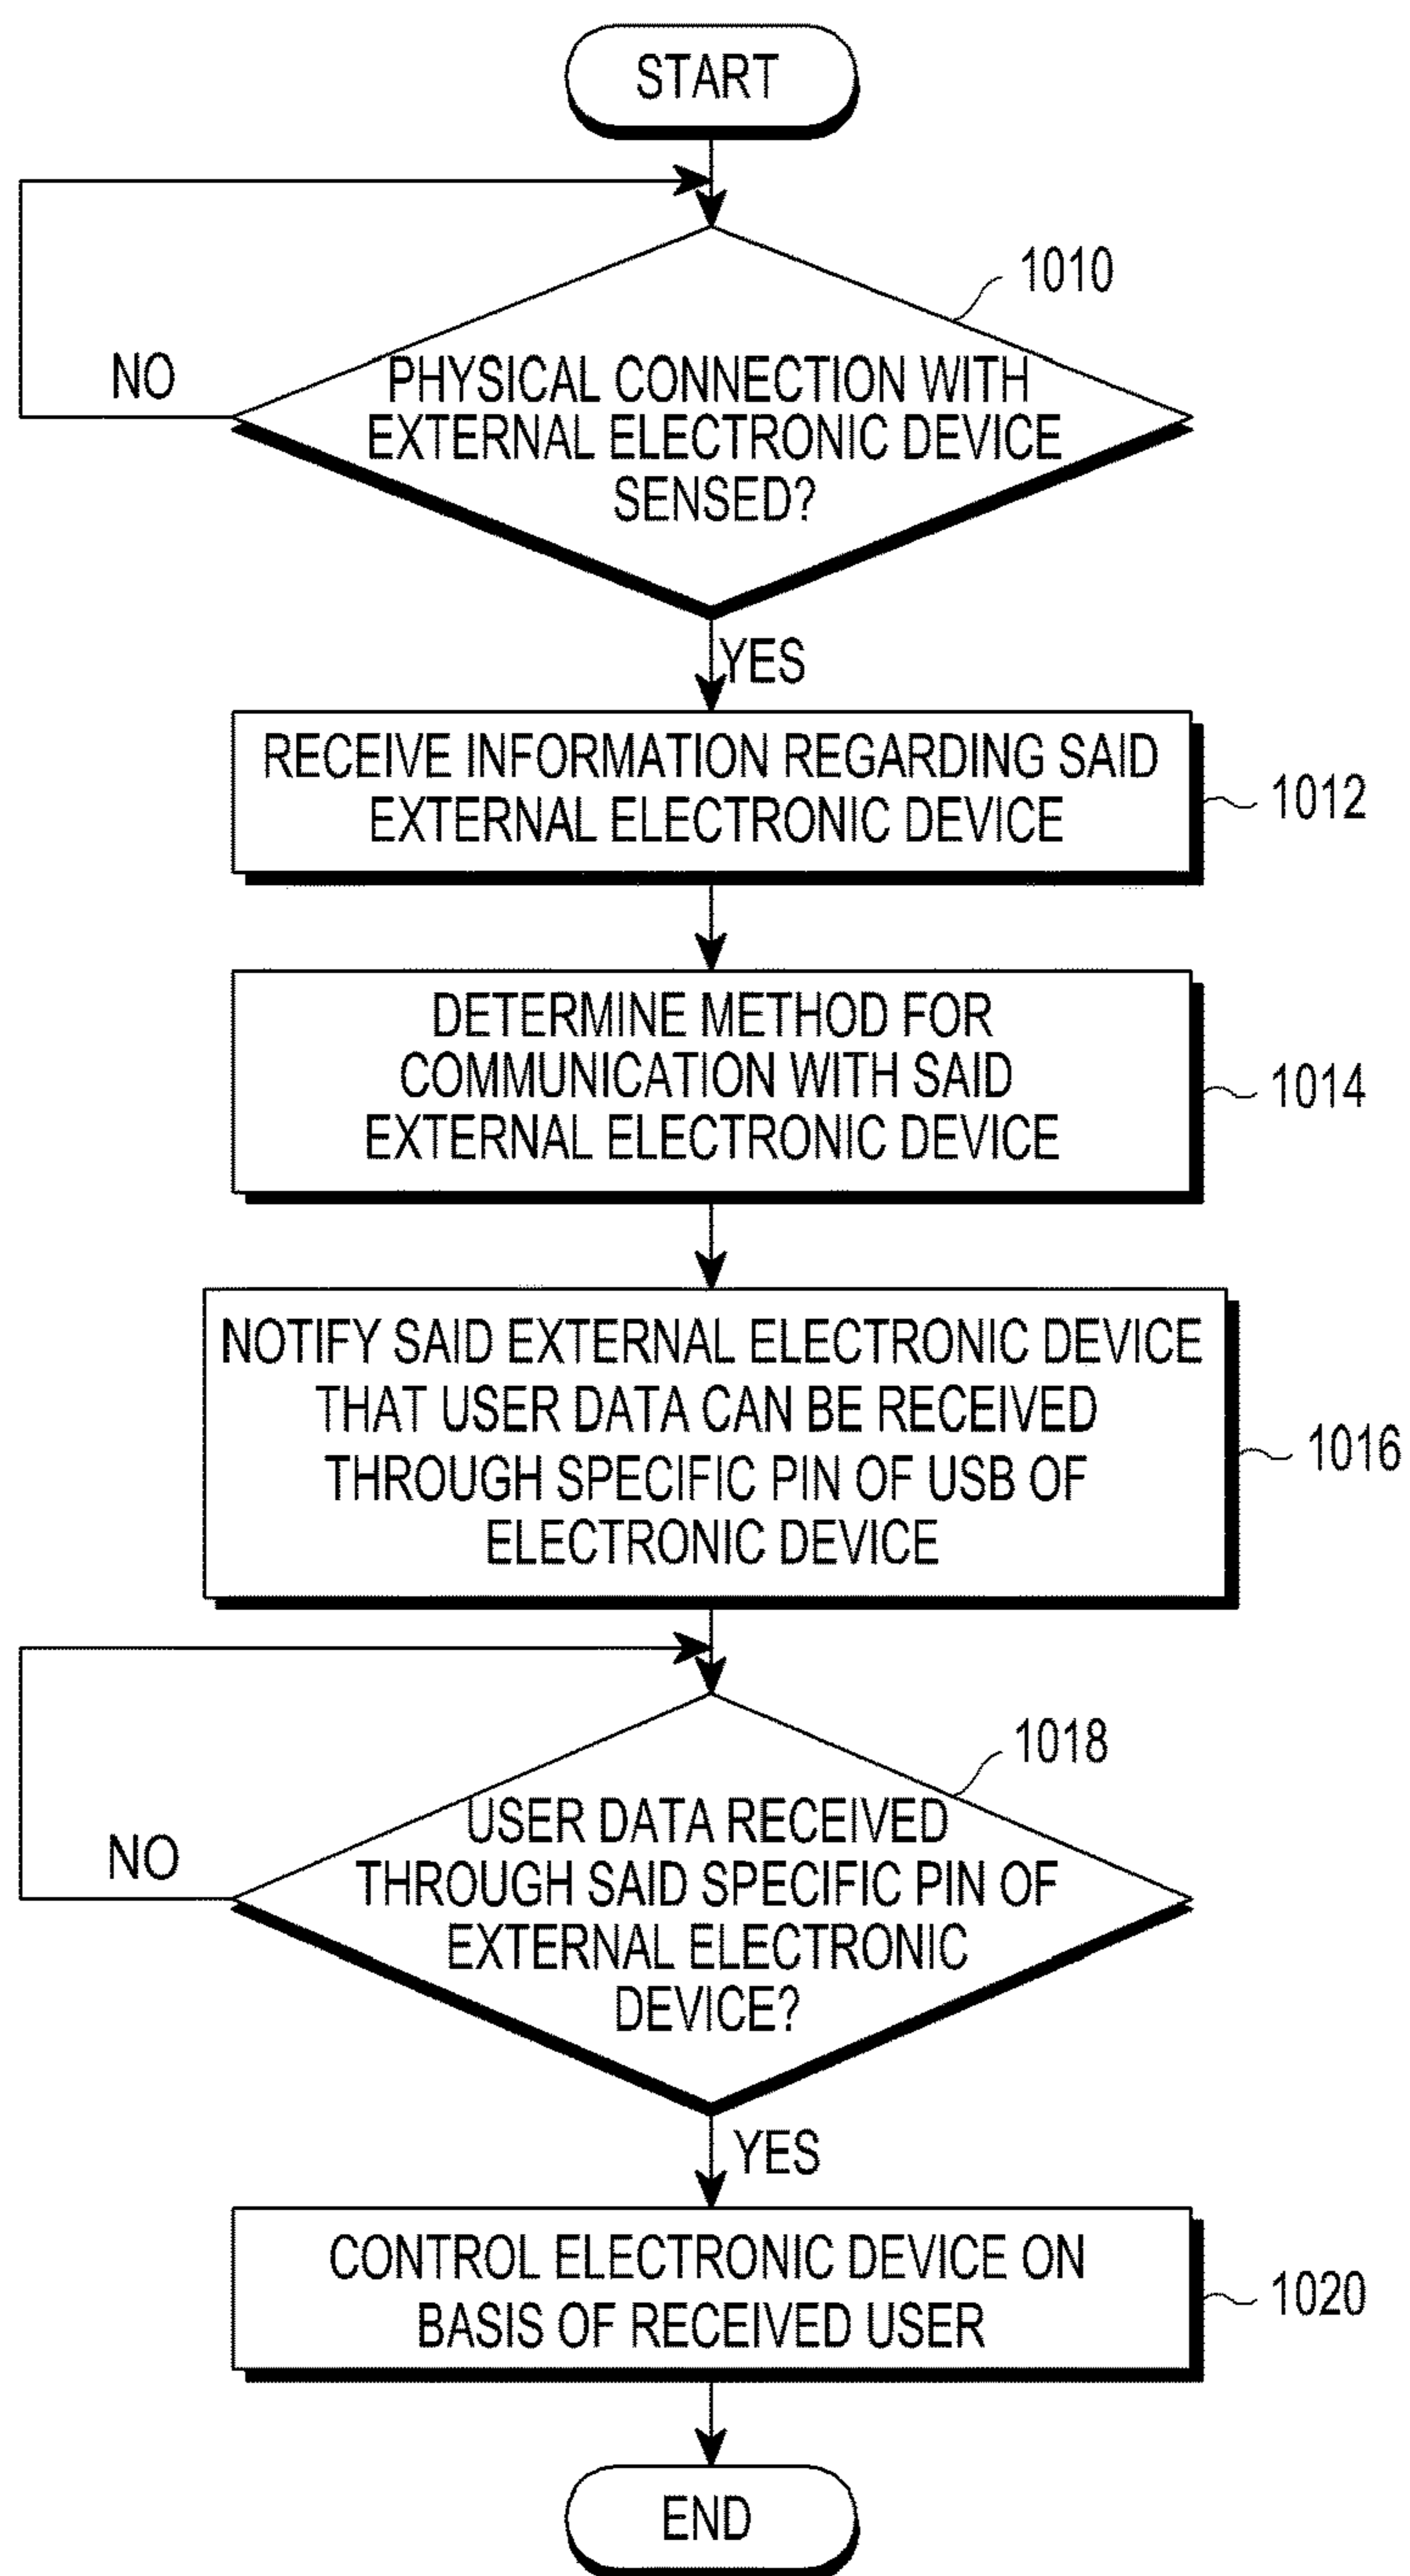 START
1010
NO
PHYSICAL CONNECTION WITH
EXTERNAL ELECTRONIC DEVICE
SENSED?
YES
RECEIVE INFORMATION REGARDING SAID
EXTERNAL ELECTRONIC DEVICE
1012
DETERMINE METHOD FOR
COMMUNICATION WITH SAID
EXTERNAL ELECTRONIC DEVICE
1014
NOTIFY SAID EXTERNAL ELECTRONIC DEVICE
THAT USER DATA CAN BE RECEIVED
THROUGH SPECIFIC PIN OF USB OF
ELECTRONIC DEVICE
1016
1018
NO
USER DATA RECEIVED
THROUGH SAID SPECIFIC PIN OF
EXTERNAL ELECTRONIC
DEVICE?
YES
CONTROL ELECTRONIC DEVICE ON
BASIS OF RECEIVED USER
1020
END